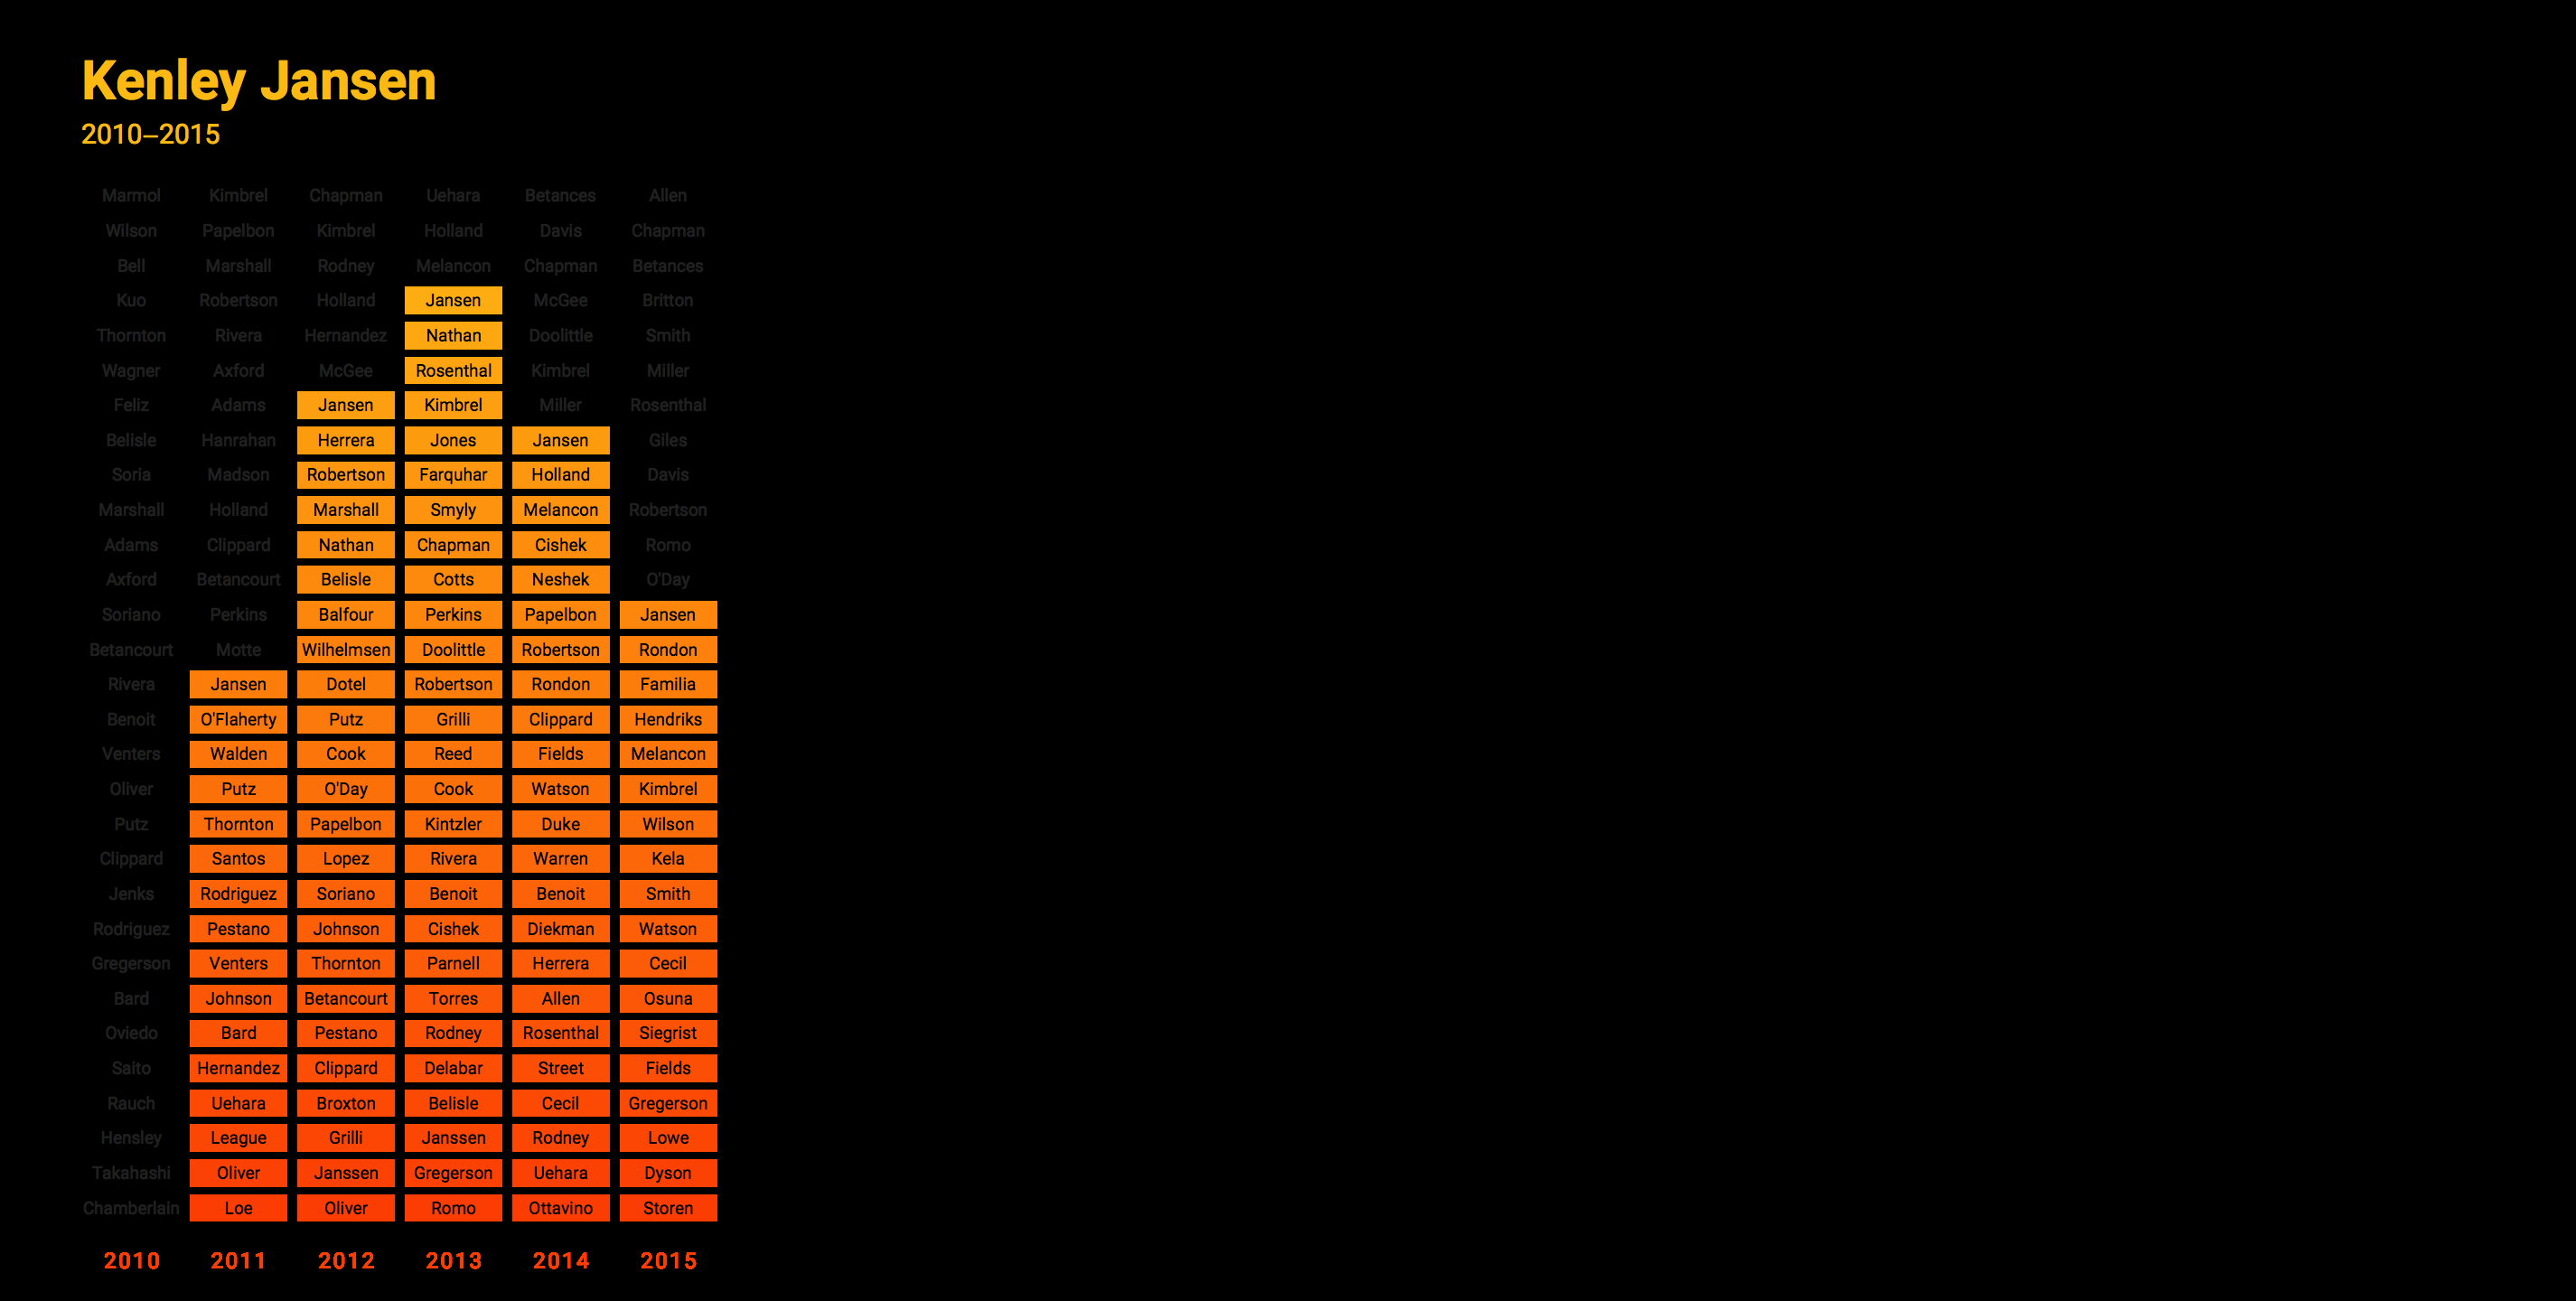 Kenley Jansen
2010–2015
Marmol Kimbrel Chapman Uehara Betances Allen
Wilson Papelbon Kimbrel Holland Davis Chapman
Bell Marshall Rodney Melancon Chapman Betances
Kuo Robertson Holland Jansen McGee Britton
Thornton Rivera Hernandez Nathan Doolittle Smith
Wagner Axford McGee Rosenthal Kimbrel Miller
Feliz Adams Jansen Kimbrel Miller Rosenthal
Belisle Hanrahan Herrera Jones Jansen Giles
Soria Madson Robertson Farquhar Holland Davis
Marshall Holland Marshall Smyly Melancon Robertson
Adams Clippard Nathan Chapman Cishek Romo
Axford Betancourt Belisle Cotts Neshek O'Day
Soriano Perkins Balfour Perkins Papelbon Jansen
Betancourt Motte Wilhelmsen Doolittle Robertson Rondon
Rivera Jansen Dotel Robertson Rondon Familia
Benoit O'Flaherty Putz Grilli Clippard Hendriks
Venters Walden Cook Reed Fields Melancon
Oliver Putz O'Day Cook Watson Kimbrel
Putz Thornton Papelbon Kintzler Duke Wilson
Clippard Santos Lopez Rivera Warren Kela
Jenks Rodriguez Soriano Benoit Benoit Smith
Rodriguez Pestano Johnson Cishek Diekman Watson
Gregerson Venters Thornton Parnell Herrera Cecil
Bard Johnson Betancourt Torres Allen Osuna
Oviedo Bard Pestano Rodney Rosenthal Siegrist
Saito Hernandez Clippard Delabar Street Fields
Rauch Uehara Broxton Belisle Cecil Gregerson
Hensley League Grilli Janssen Rodney Lowe
Takahashi Oliver Janssen Gregerson Uehara Dyson
Chamberlain Loe Oliver Romo Ottavino Storen
2010 2011 2012 2013 2014 2015